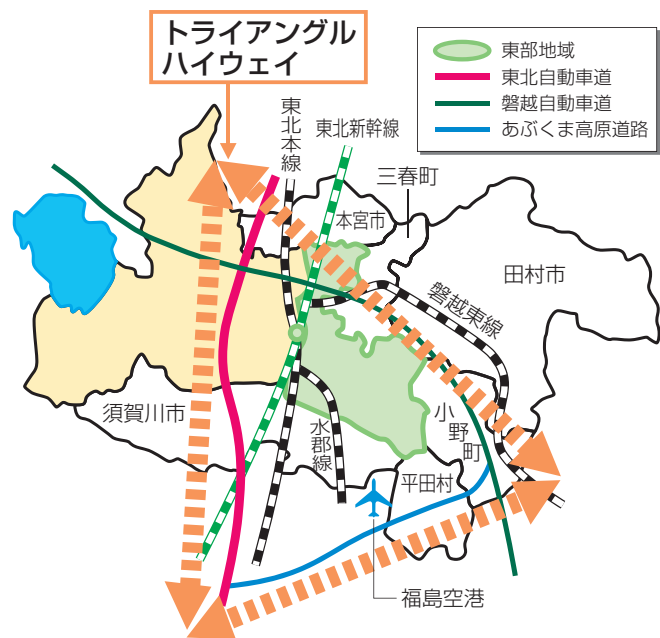 トライアングル
ハイウェイ
東部地域
東北自動車道
磐越自動車道
あぶくま高原道路
東北本線
東北新幹線
三春町
本宮市
田村市
磐越東線
須賀川市
水郡線
小野町
平田村
福島空港